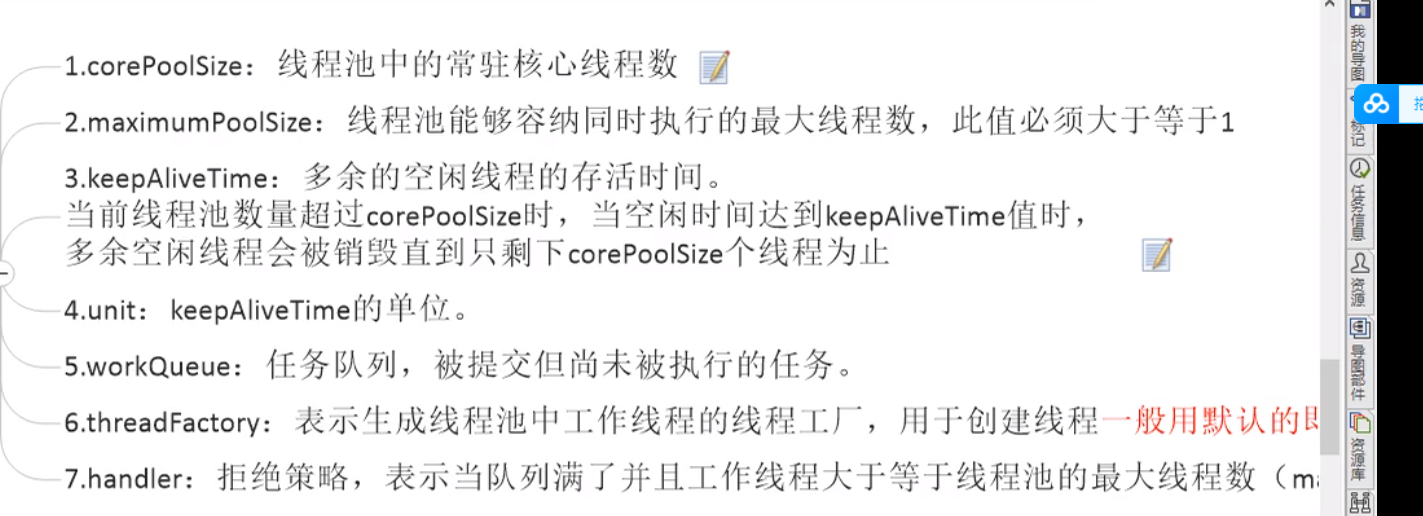 1.corePoolSize：线程池中的常驻核心线程数
2.maximumPoolSize：线程池能够容纳同时执行的最大线程数，此值必须大于等于1
3.keepAliveTime：多余的空闲线程的存活时间。
当前线程池数量超过corePoolSize时，当空闲时间达到keepAliveTime值时，
多余空闲线程会被销毁直到只剩下corePoolSize个线程为止
4.unit：keepAliveTime的单位。
5.workQueue：任务队列，被提交但尚未被执行的任务。
6.threadFactory：表示生成线程池中工作线程的线程工厂，用于创建线程一般用默认的
7.handler：拒绝策略，表示当队列满了并且工作线程大于等于线程池的最大线程数（
我的导图
标记
任务信息
资源
导图部件
资源库